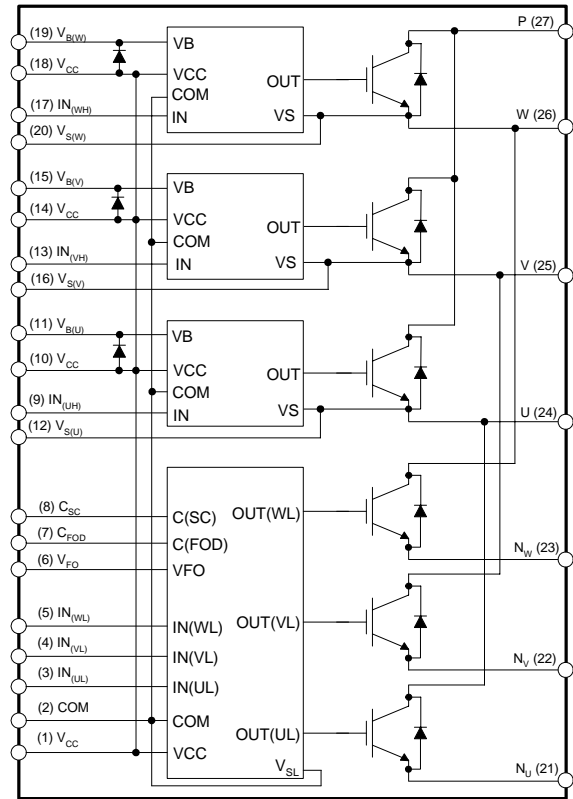 (19) VB(W)
VB
P (27)
(18) VCC
VCC
COM
OUT
(17) IN(WH)
IN
VS
W (26)
(20) VS(W)
(15) VB(V)
VB
(14) VCC
VCC
COM
OUT
(13) IN(VH)
IN
VS
V (25)
(16) VS(V)
(11) VB(U)
VB
(10) VCC
VCC
COM
OUT
(9) IN(UH)
IN
VS
U (24)
(12) VS(U)
(8) CSC
C(SC)
OUT(WL)
(7) CFOD
C(FOD)
NW (23)
(6) VFO
VFO
(5) IN(WL)
IN(WL)
OUT(VL)
(4) IN(VL)
IN(VL)
NV (22)
(3) IN(UL)
IN(UL)
(2) COM
COM
OUT(UL)
(1) VCC
VCC
VSL
NU (21)